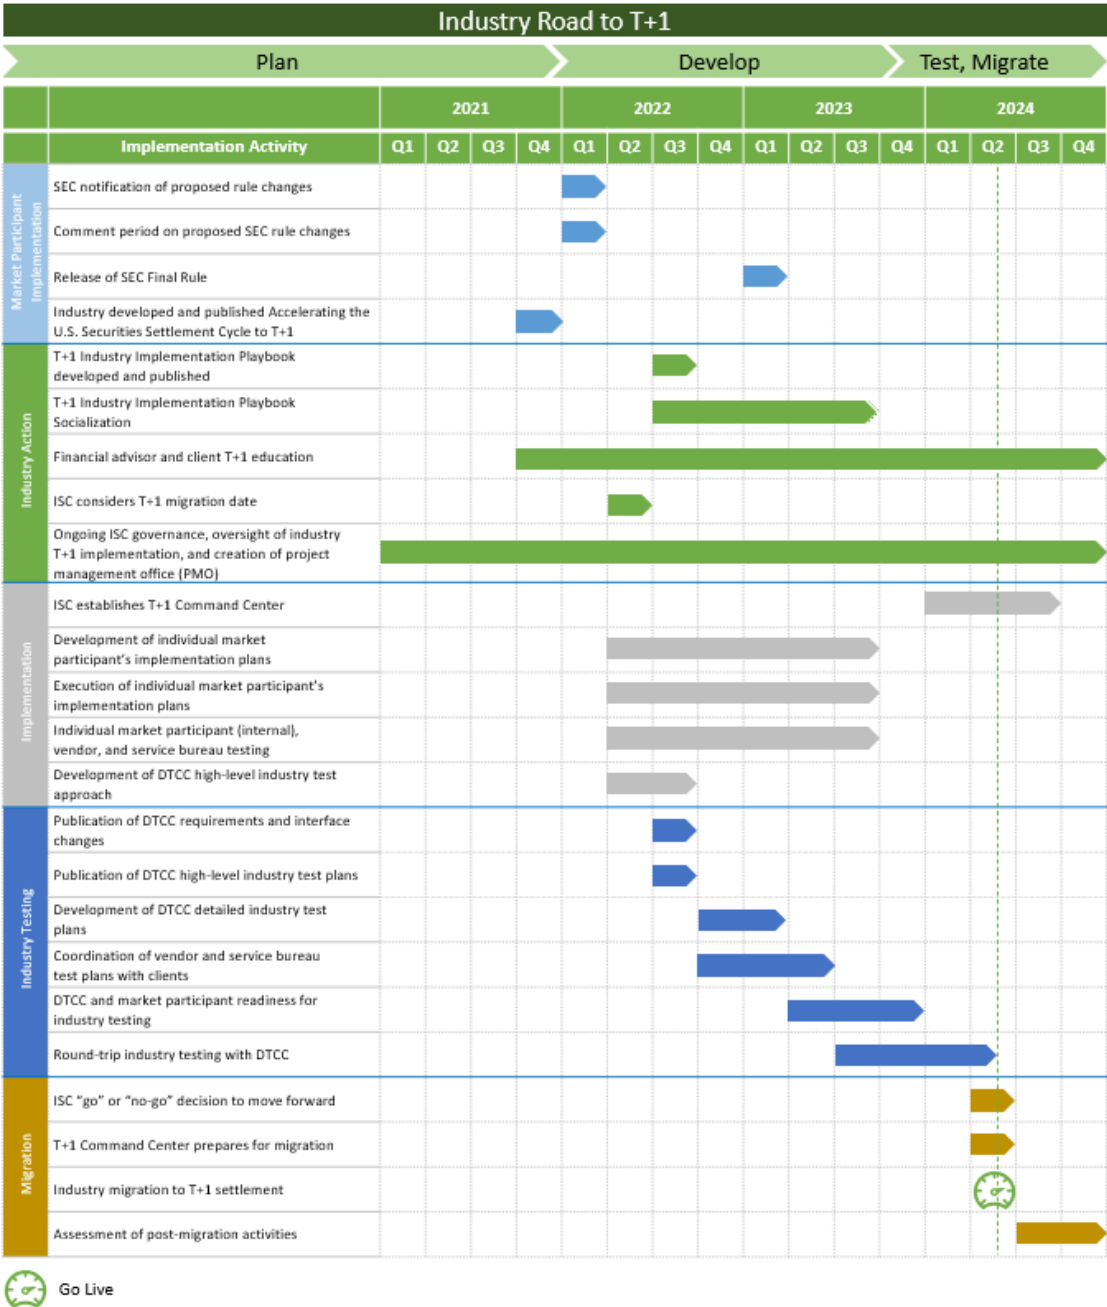 Industry Road to T+1
Plan
Develop
Test, Migrate
2021
2022
2023
2024
Implementation Activity
Q1 Q2 Q3 Q4 Q1 Q2 Q3 Q4 Q1 Q2 Q3 Q4 Q1 Q2 Q3 Q4
Market Participant
Implementation
SEC notification of proposed rule changes
Comment period on proposed SEC rule changes
Release of SEC Final Rule
Industry developed and published Accelerating the
U.S. Securities Settlement Cycle to T+1
Industry Action
T+1 Industry Implementation Playbook
developed and published
T+1 Industry Implementation Playbook
Socialization
Financial advisor and client T+1 education
ISC considers T+1 migration date
Ongoing ISC governance, oversight of industry
T+1 implementation, and creation of project
management office (PMO)
Implementation
ISC establishes T+1 Command Center
Development of individual market
participant's implementation plans
Execution of individual market participant's
implementation plans
Individual market participant (internal),
vendor, and service bureau testing
Development of DTCC high-level industry test
approach
Industry Testing
Publication of DTCC requirements and interface
changes
Publication of DTCC high-level industry test plans
Development of DTCC detailed industry test
plans
Coordination of vendor and service bureau
test plans with clients
DTCC and market participant readiness for
industry testing
Round-trip industry testing with DTCC
Migration
ISC "go" or "no-go" decision to move forward
T+1 Command Center prepares for migration
Industry migration to T+1 settlement
Assessment of post-migration activities
Go Live